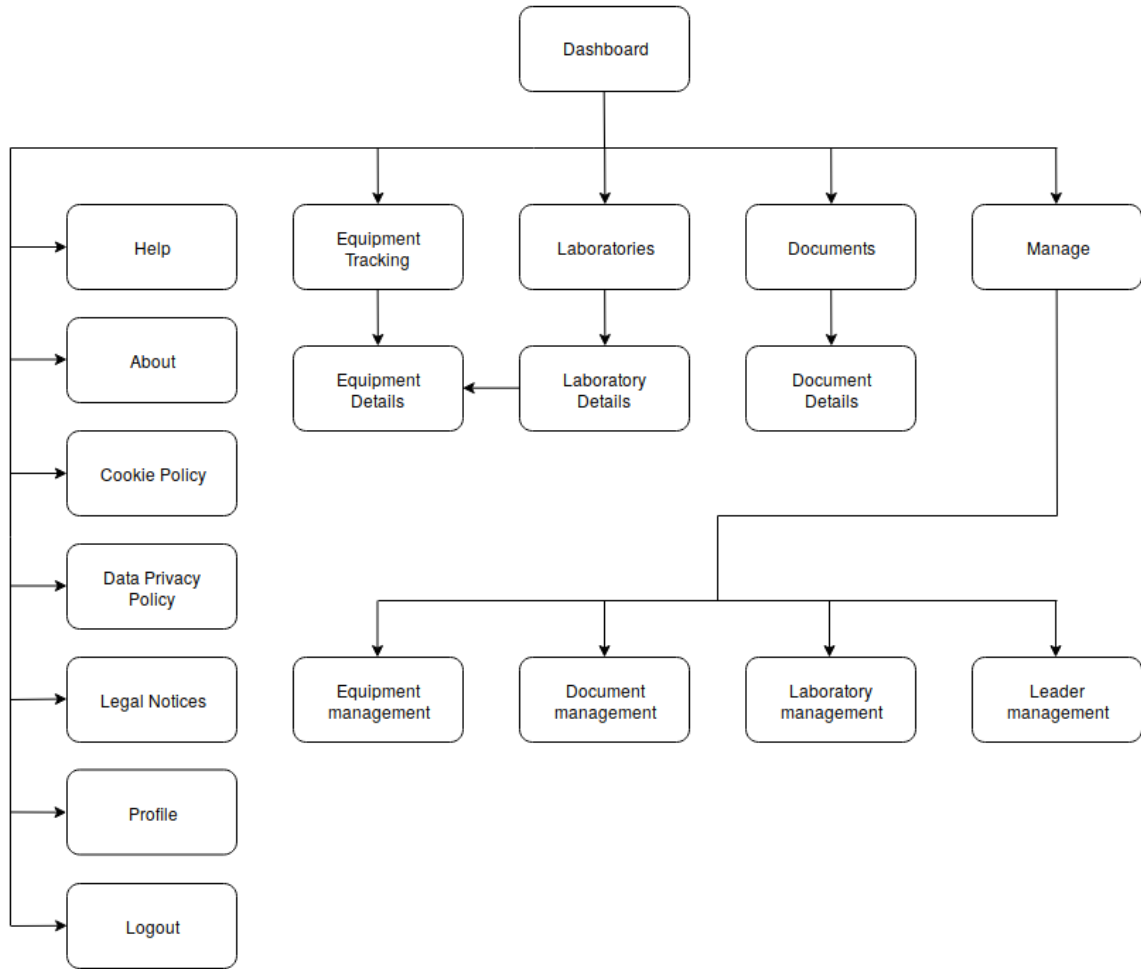 Dashboard
Help
Equipment
Tracking
Laboratories
Documents
Manage
About
Equipment
Details
Laboratory
Details
Document
Details
Cookie Policy
Data Privacy
Policy
Legal Notices
Equipment
management
Document
management
Laboratory
management
Leader
management
Profile
Logout